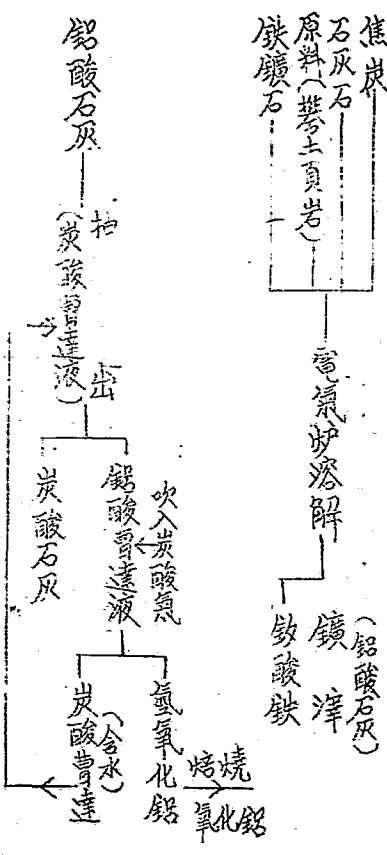 焦炭
石灰石
原料(礬土頁岩)
鉄鑛石
電氣炉溶解
(鋁酸石灰)
鑛滓
鈥酸鉄
鋁酸石灰
抽出
(炭酸曹達液)
吹入炭酸氣
鋁酸曹達液
炭酸石灰
氫氧化鋁
焙燒
氧化鋁
(含水)
炭酸曹達